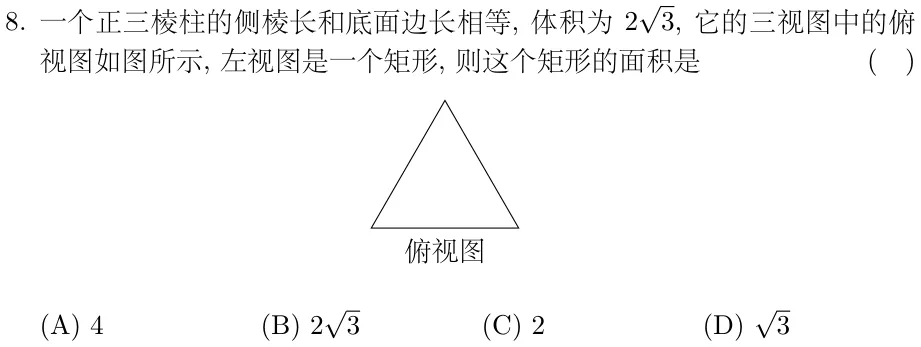 8. 一个正三棱柱的侧棱长和底面边长相等, 体积为 2√3, 它的三视图中的俯
视图如图所示, 左视图是一个矩形, 则这个矩形的面积是 ( )
俯视图
(A) 4 (B) 2√3 (C) 2 (D) √3